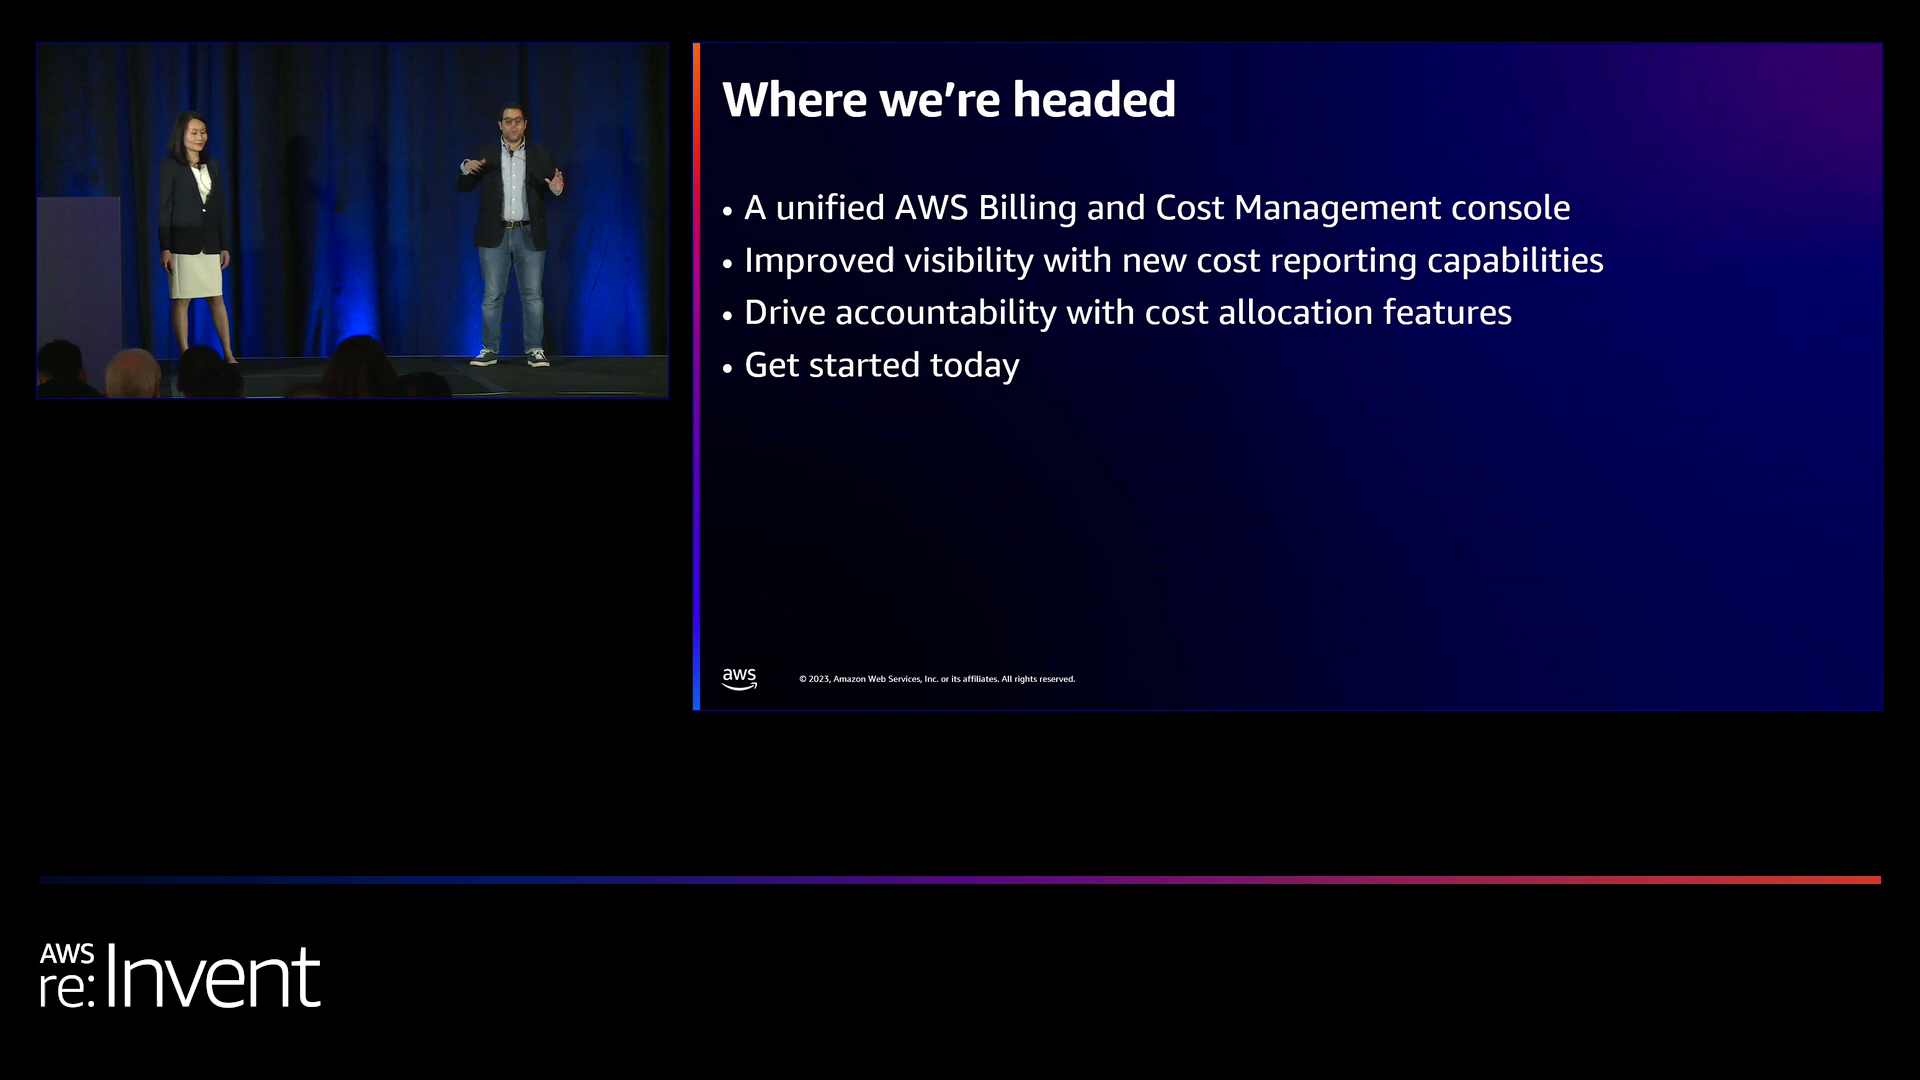 Where we’re headed
• A unified AWS Billing and Cost Management console
• Improved visibility with new cost reporting capabilities
• Drive accountability with cost allocation features
• Get started today
aws
© 2023, Amazon Web Services, Inc. or its affiliates. All rights reserved.
AWS
re:Invent